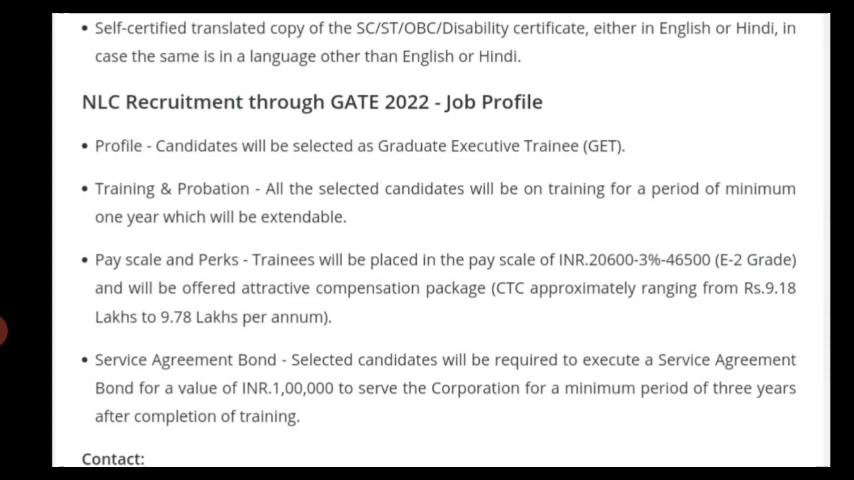 • Self-certified translated copy of the SC/ST/OBC/Disability certificate, either in English or Hindi, in
case the same is in a language other than English or Hindi.
NLC Recruitment through GATE 2022 - Job Profile
• Profile - Candidates will be selected as Graduate Executive Trainee (GET).
• Training & Probation - All the selected candidates will be on training for a period of minimum
one year which will be extendable.
• Pay scale and Perks - Trainees will be placed in the pay scale of INR.20600-3%-46500 (E-2 Grade)
and will be offered attractive compensation package (CTC approximately ranging from Rs.9.18
Lakhs to 9.78 Lakhs per annum).
• Service Agreement Bond - Selected candidates will be required to execute a Service Agreement
Bond for a value of INR.1,00,000 to serve the Corporation for a minimum period of three years
after completion of training.
Contact: